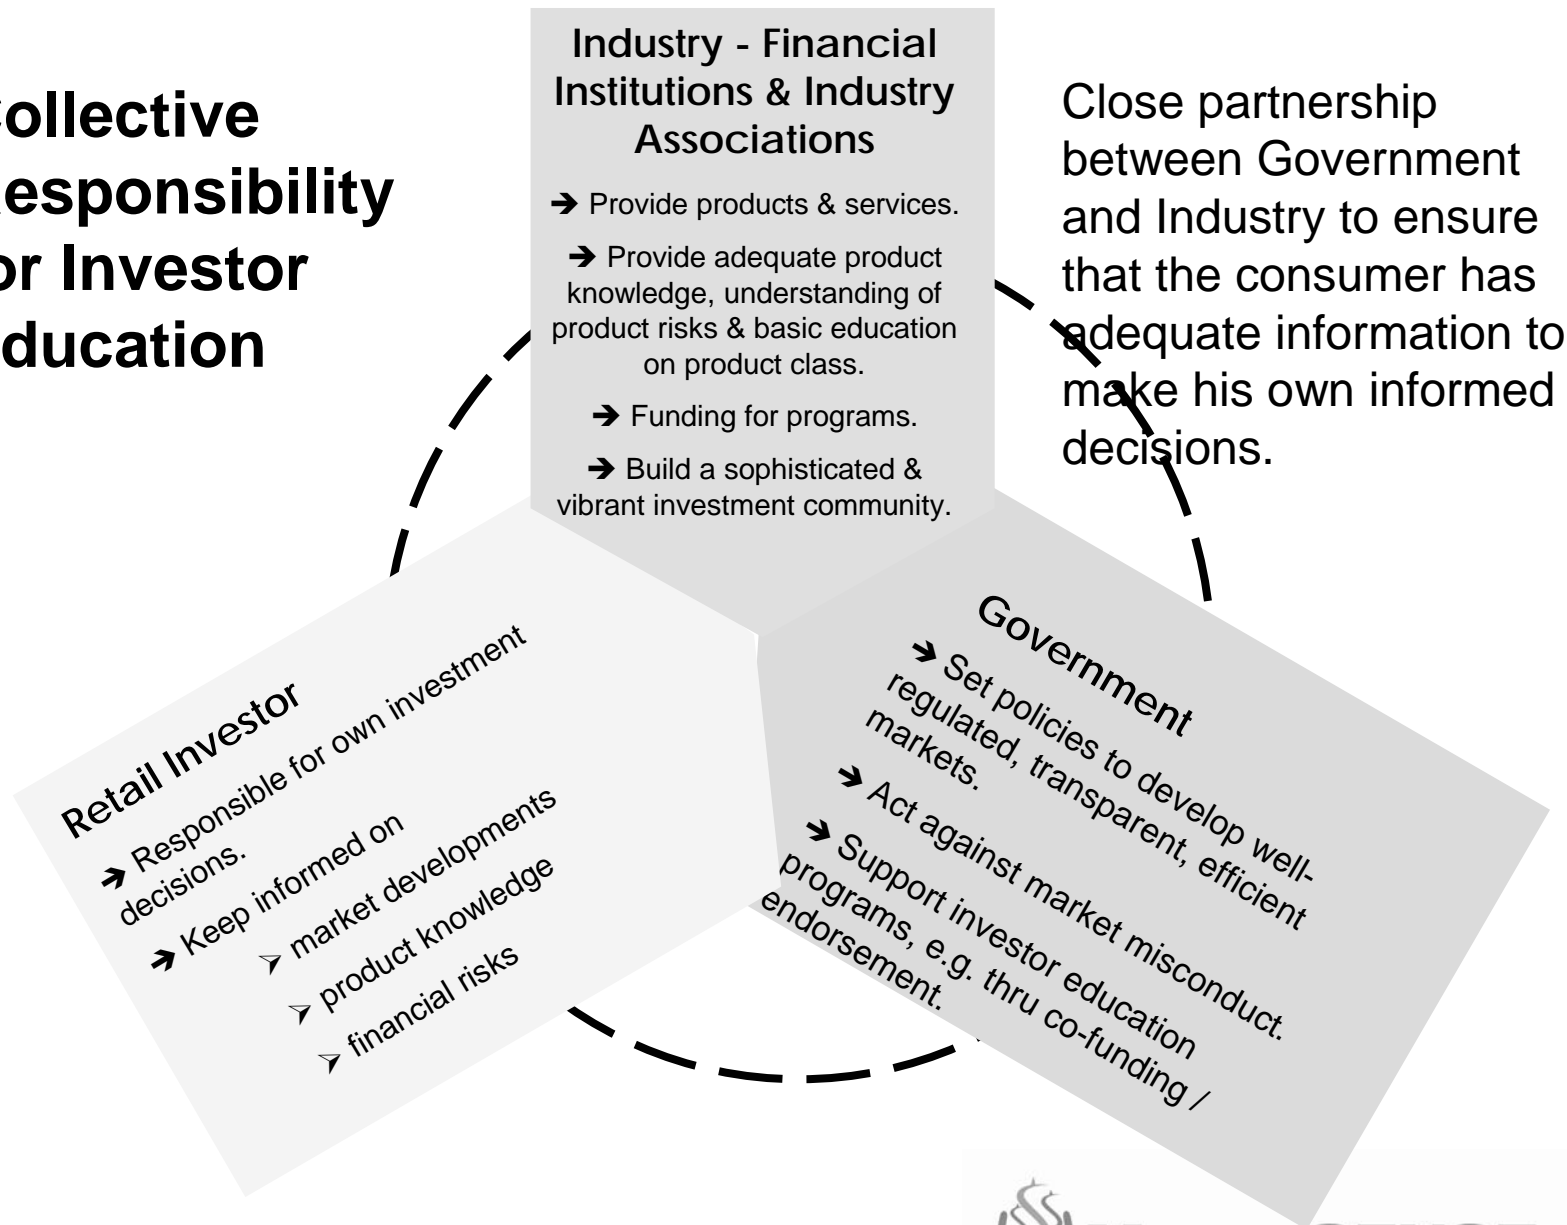 ollective
esponsibility
or Investor
ducation
Industry - Financial
Institutions & Industry
Associations
➔ Provide products & services.
➔ Provide adequate product
knowledge, understanding of
product risks & basic education
on product class.
➔ Funding for programs.
➔ Build a sophisticated &
vibrant investment community.
Close partnership
between Government
and Industry to ensure
that the consumer has
adequate information to
make his own informed
decisions.
Retail Investor
➔ Responsible for own investment
decisions.
➔ Keep informed on
➢ market developments
➢ product knowledge
➢ financial risks
Government
➔ Set policies to develop well-
regulated, transparent, efficient
markets.
➔ Act against market misconduct.
➔ Support investor education
programs, e.g. thru co-funding /
endorsement.